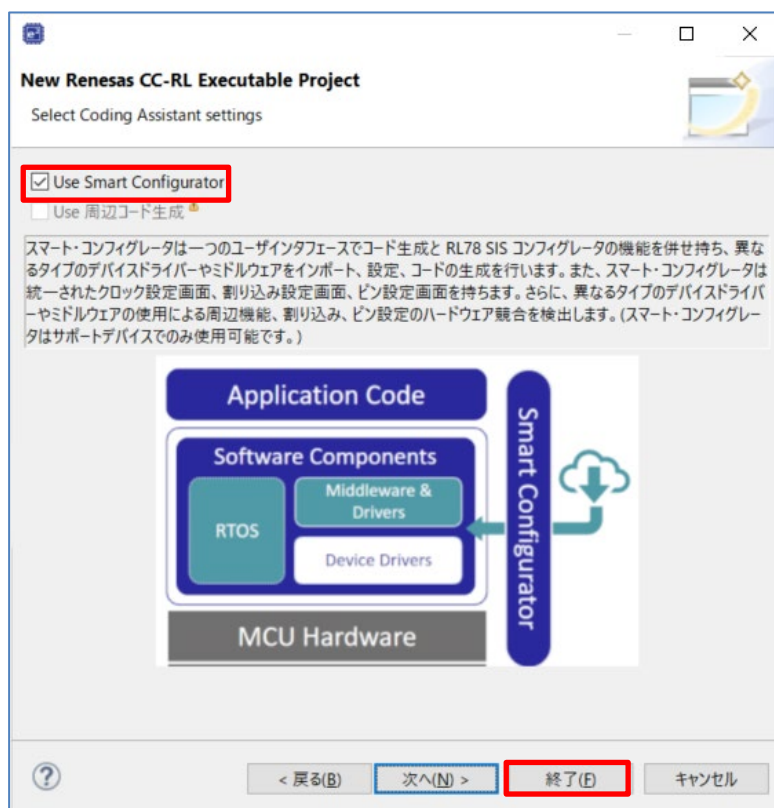 New Renesas CC-RL Executable Project
Select Coding Assistant settings
Use Smart Configurator
Use 周辺コード生成
スマート・コンフィグレータは一つのユーザインタフェースでコード生成と RL78 SIS コンフィグレータの機能を併せ持ち、異な
るタイプのデバイスドライバーやミドルウェアをインポート、設定、コードの生成を行います。また、スマート・コンフィグレータは
統一されたクロック設定画面、割り込み設定画面、ピン設定画面を持ちます。さらに、異なるタイプのデバイスドライバ
ーやミドルウェアの使用による周辺機能、割り込み、ピン設定のハードウェア競合を検出します。(スマート・コンフィグレー
タはサポートデバイスでのみ使用可能です。)
Application Code
Software Components
RTOS
Middleware &
Drivers
Device Drivers
MCU Hardware
Smart Configurator
< 戻る(B)
次へ(N) >
終了(F)
キャンセル